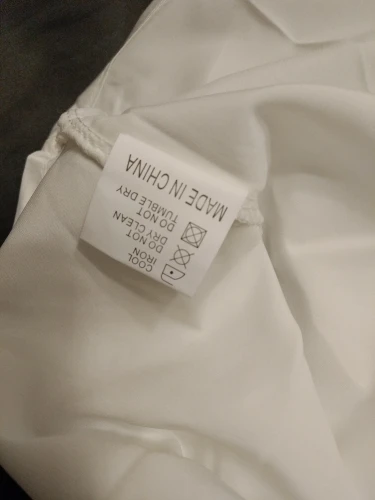 COOL
IRON
DO NOT
DRY CLEAN
DO NOT
TUMBLE DRY
MADE IN CHINA